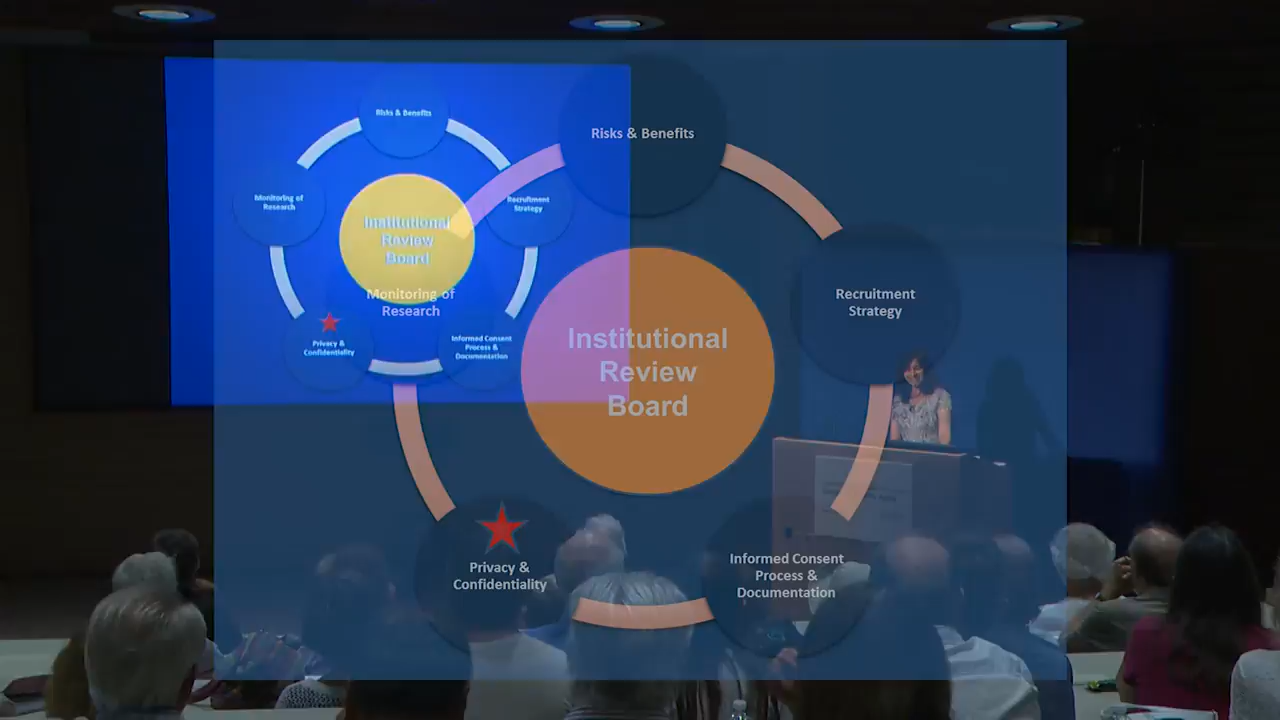 Risks & Benefits
Monitoring of
Research
Recruitment
Strategy
Institutional
Review
Board
Privacy &
Confidentiality
Informed Consent
Process &
Documentation
Risks & Benefits
Recruitment
Strategy
Monitoring of
Research
Institutional
Review
Board
Privacy &
Confidentiality
Informed Consent
Process &
Documentation